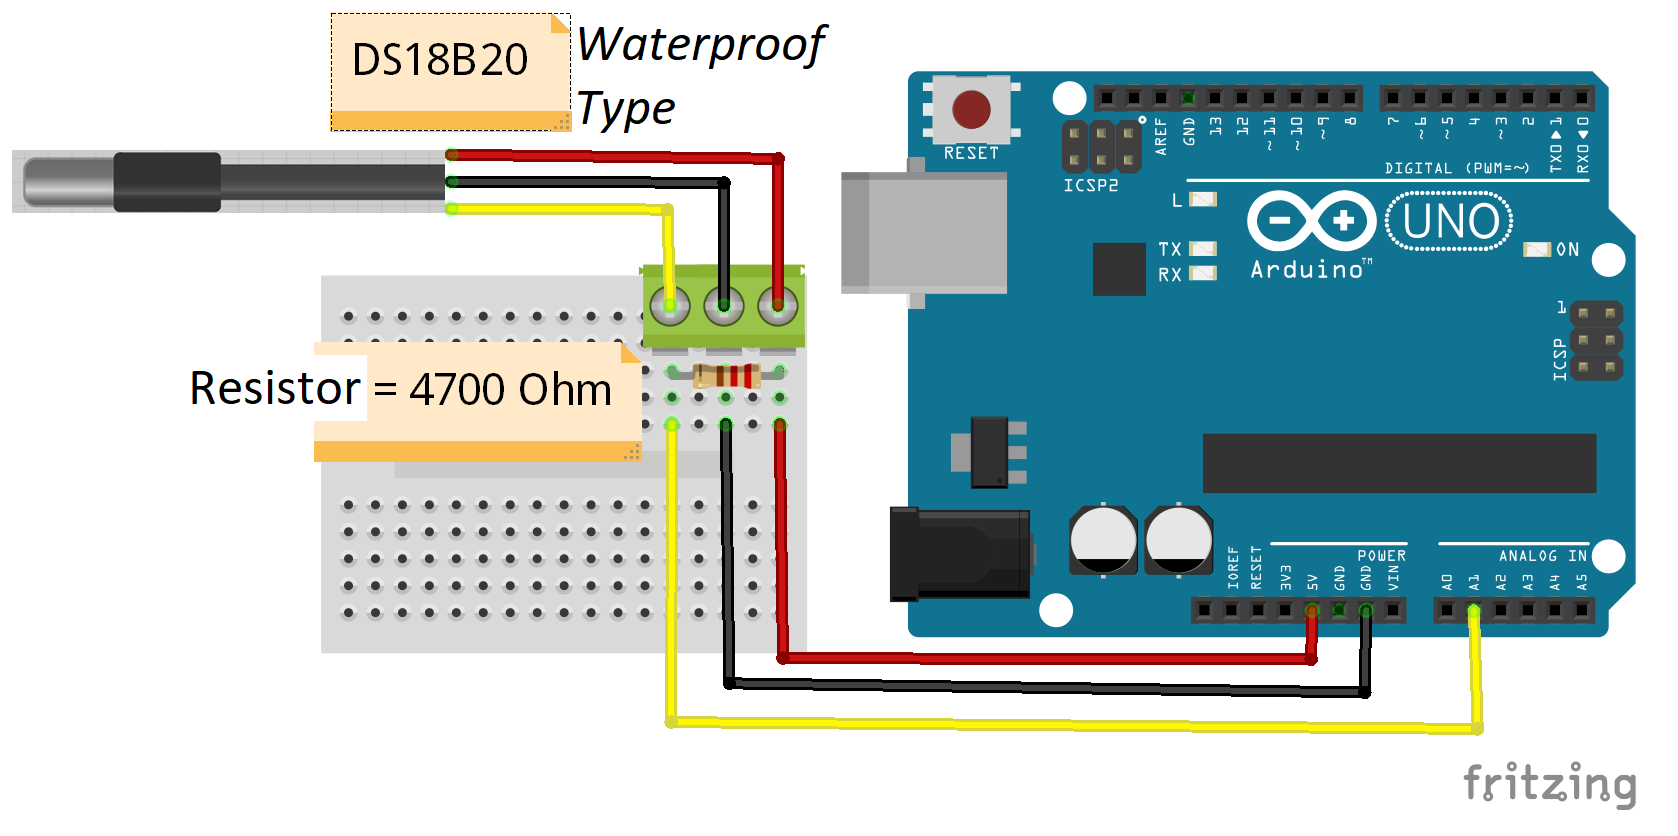 DS18B20
Waterproof
Type
Resistor = 4700 Ohm
RESET
ICSP2
AREF
GND
13
12
~11
~10
~9
8
7
~6
~5
4
~3
2
TX0▶1
RX0◀0
DIGITAL (PWM=~)
L
TX
RX
UNO
Arduino™
ON
1
ICSP
IOREF
RESET
3V3
5V
GND
GND
VIN
POWER
ANALOG IN
A0
A1
A2
A3
A4
A5
fritzing